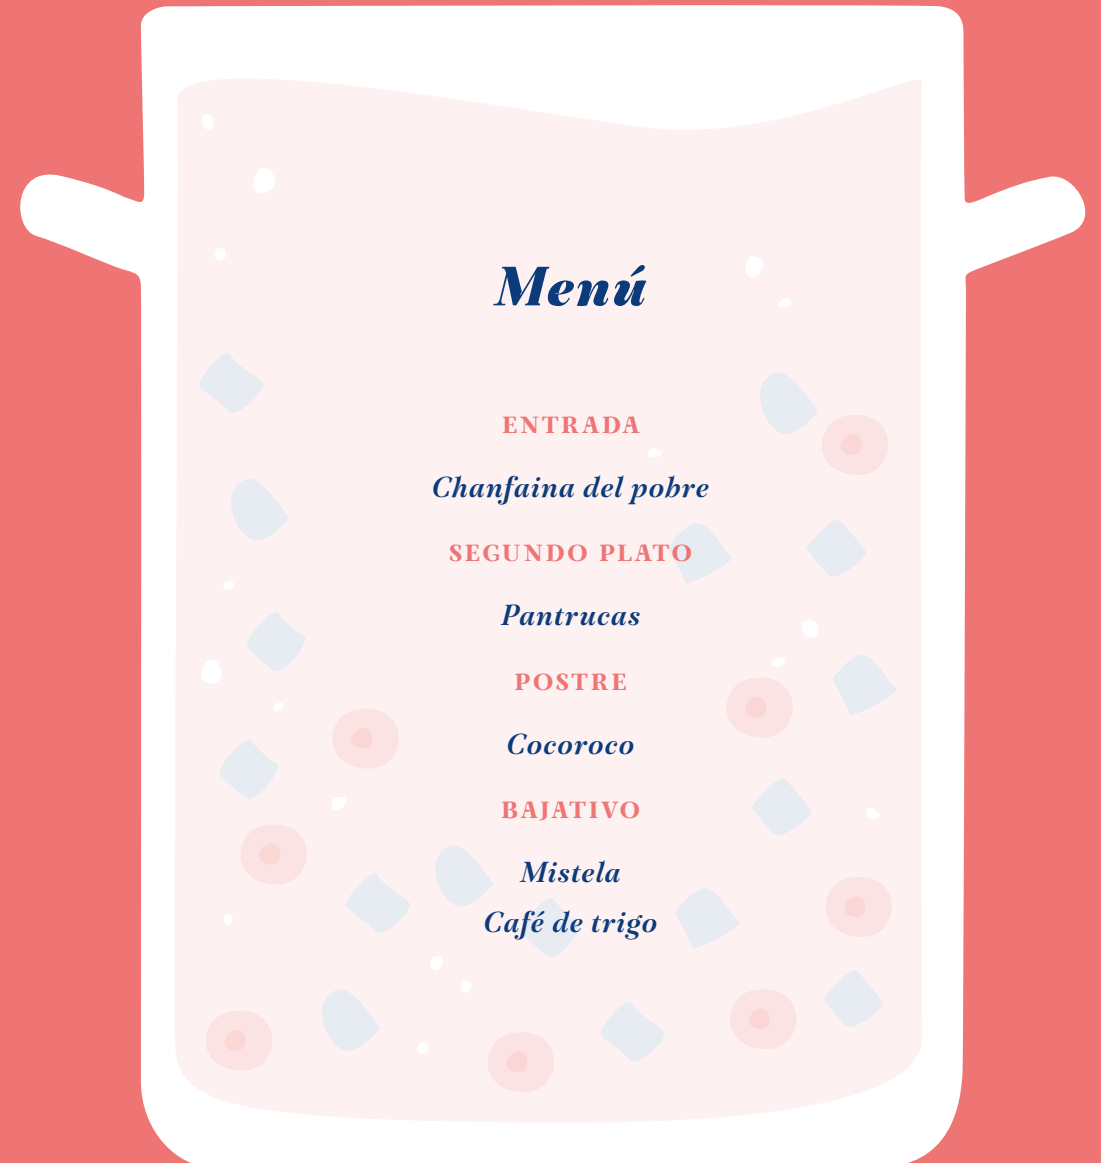 Menú
ENTRADA
Chanfaina del pobre
SEGUNDO PLATO
Pantrucas
POSTRE
Cocoroco
BAJATIVO
Mistela
Café de trigo